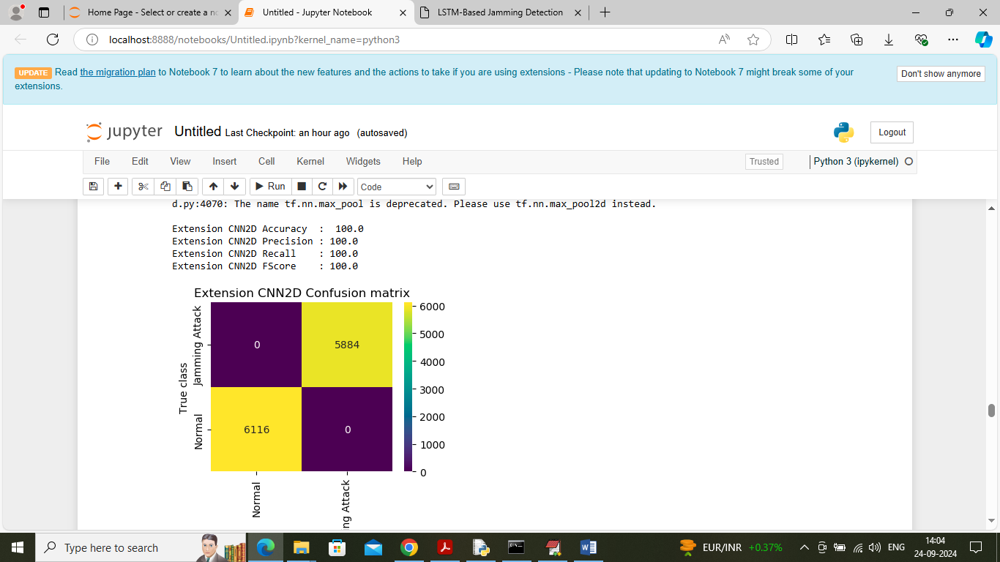 Home Page - Select or create a n
Untitled - Jupyter Notebook
LSTM-Based Jamming Detection
localhost:8888/notebooks/Untitled.ipynb?kernel_name=python3
UPDATE Read the migration plan to Notebook 7 to learn about the new features and the actions to take if you are using extensions - Please note that updating to Notebook 7 might break some of your
extensions.
Don't show anymore
jupyter Untitled Last Checkpoint: an hour ago (autosaved)
Logout
File Edit View Insert Cell Kernel Widgets Help
Trusted
Python 3 (ipykernel)
Run
Code
d.py:4070: The name tf.nn.max_pool is deprecated. Please use tf.nn.max_pool2d instead.
Extension CNN2D Accuracy : 100.0
Extension CNN2D Precision : 100.0
Extension CNN2D Recall : 100.0
Extension CNN2D FScore : 100.0
Extension CNN2D Confusion matrix
True class
Jamming Attack
Normal
0
5884
6116
0
6000
5000
4000
3000
2000
1000
0
Normal
ng Attack
Type here to search
EUR/INR +0.37%
ENG
14:04
24-09-2024